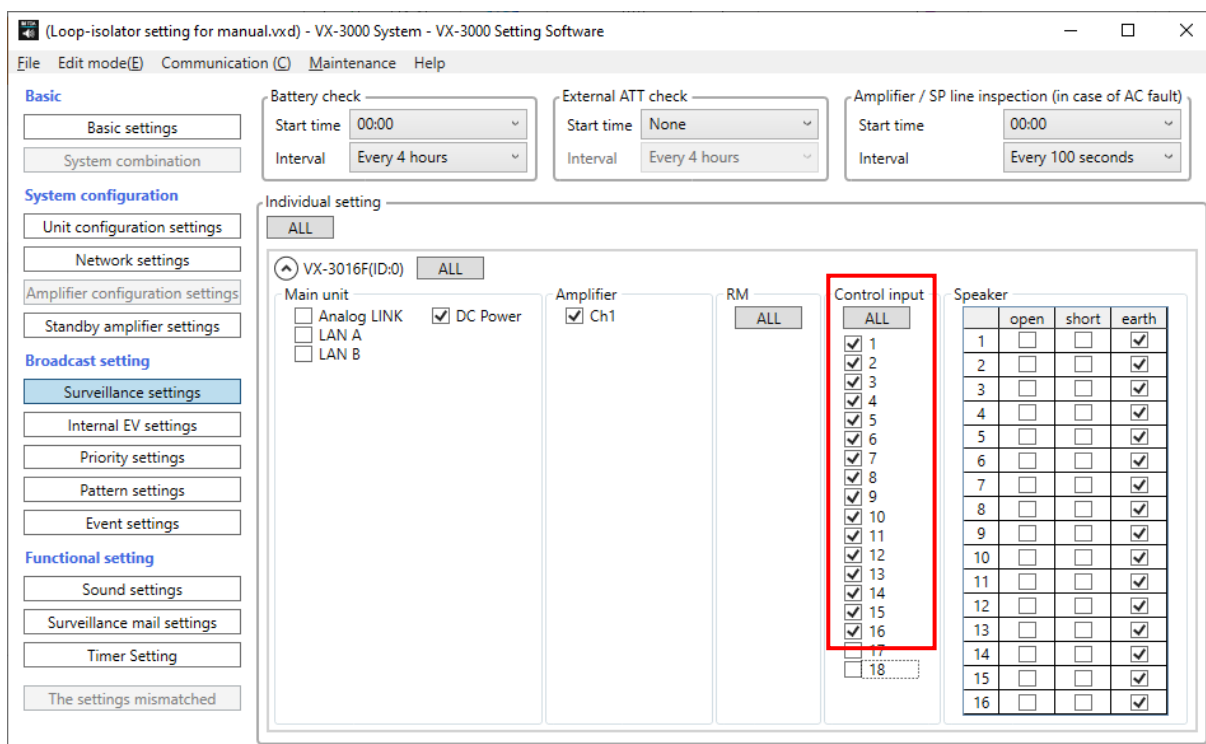 (Loop-isolator setting for manual.vxd) - VX-3000 System - VX-3000 Setting Software
File Edit mode(E) Communication (C) Maintenance Help
Basic
Basic settings
System combination
System configuration
Unit configuration settings
Network settings
Amplifier configuration settings
Standby amplifier settings
Broadcast setting
Surveillance settings
Internal EV settings
Priority settings
Pattern settings
Event settings
Functional setting
Sound settings
Surveillance mail settings
Timer Setting
The settings mismatched
Battery check
Start time 00:00
Interval Every 4 hours
External ATT check
Start time None
Interval Every 4 hours
Amplifier / SP line inspection (in case of AC fault)
Start time 00:00
Interval Every 100 seconds
Individual setting
ALL
VX-3016F(ID:0) ALL
Main unit
Analog LINK DC Power
LAN A
LAN B
Amplifier
Ch1
RM
ALL
Control input
ALL
1
2
3
4
5
6
7
8
9
10
11
12
13
14
15
16
17
18
Speaker
open short earth
1
2
3
4
5
6
7
8
9
10
11
12
13
14
15
16